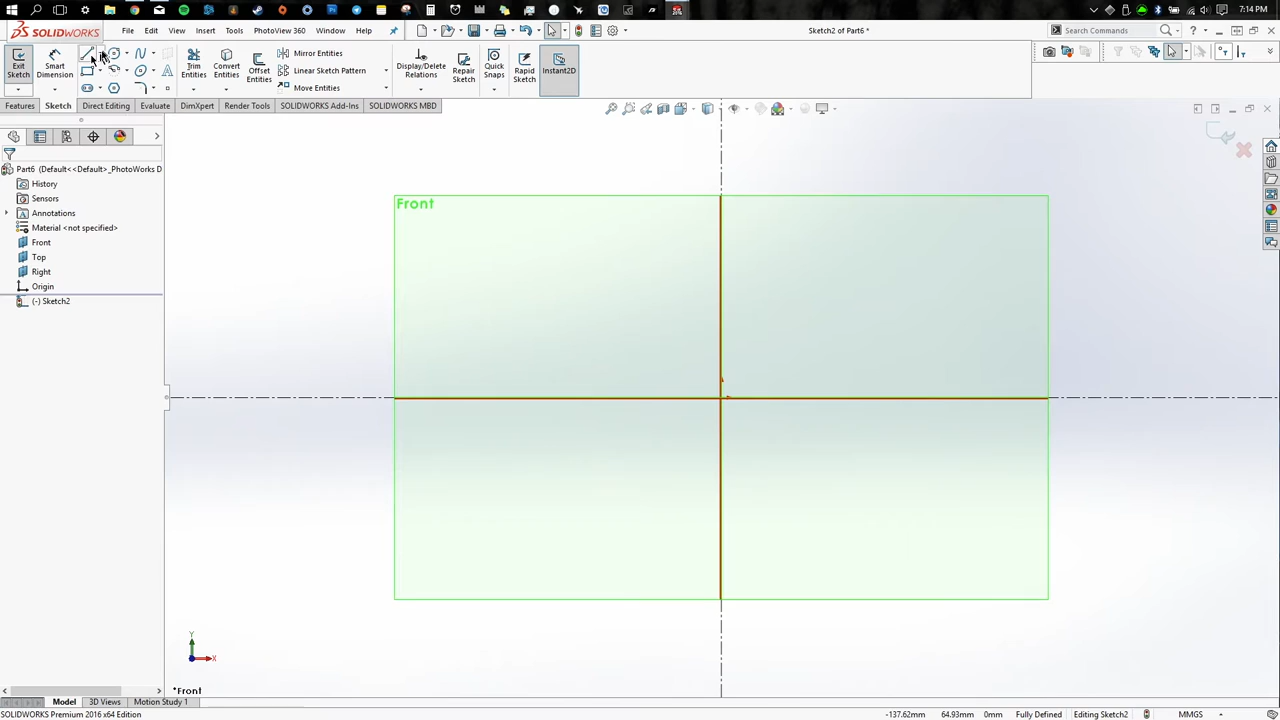 7:14 PM
SOLIDWORKS
File Edit View Insert Tools PhotoView 360 Window Help
Sketch2 of Part6 *
Search Commands
Exit Sketch
Smart Dimension
Trim Entities
Convert Entities
Offset Entities
Mirror Entities
Linear Sketch Pattern
Move Entities
Display/Delete Relations
Repair Sketch
Quick Snaps
Rapid Sketch
Instant2D
Features Sketch Direct Editing Evaluate DimXpert Render Tools SOLIDWORKS Add-Ins SOLIDWORKS MBD
Part6 (Default<<Default>_PhotoWorks D
History
Sensors
Annotations
Material <not specified>
Front
Top
Right
Origin
(-) Sketch2
Front
Y
X
*Front
Model 3D Views Motion Study 1
SOLIDWORKS Premium 2016 x64 Edition
-137.62mm 64.93mm 0mm Fully Defined Editing Sketch2 MMGS